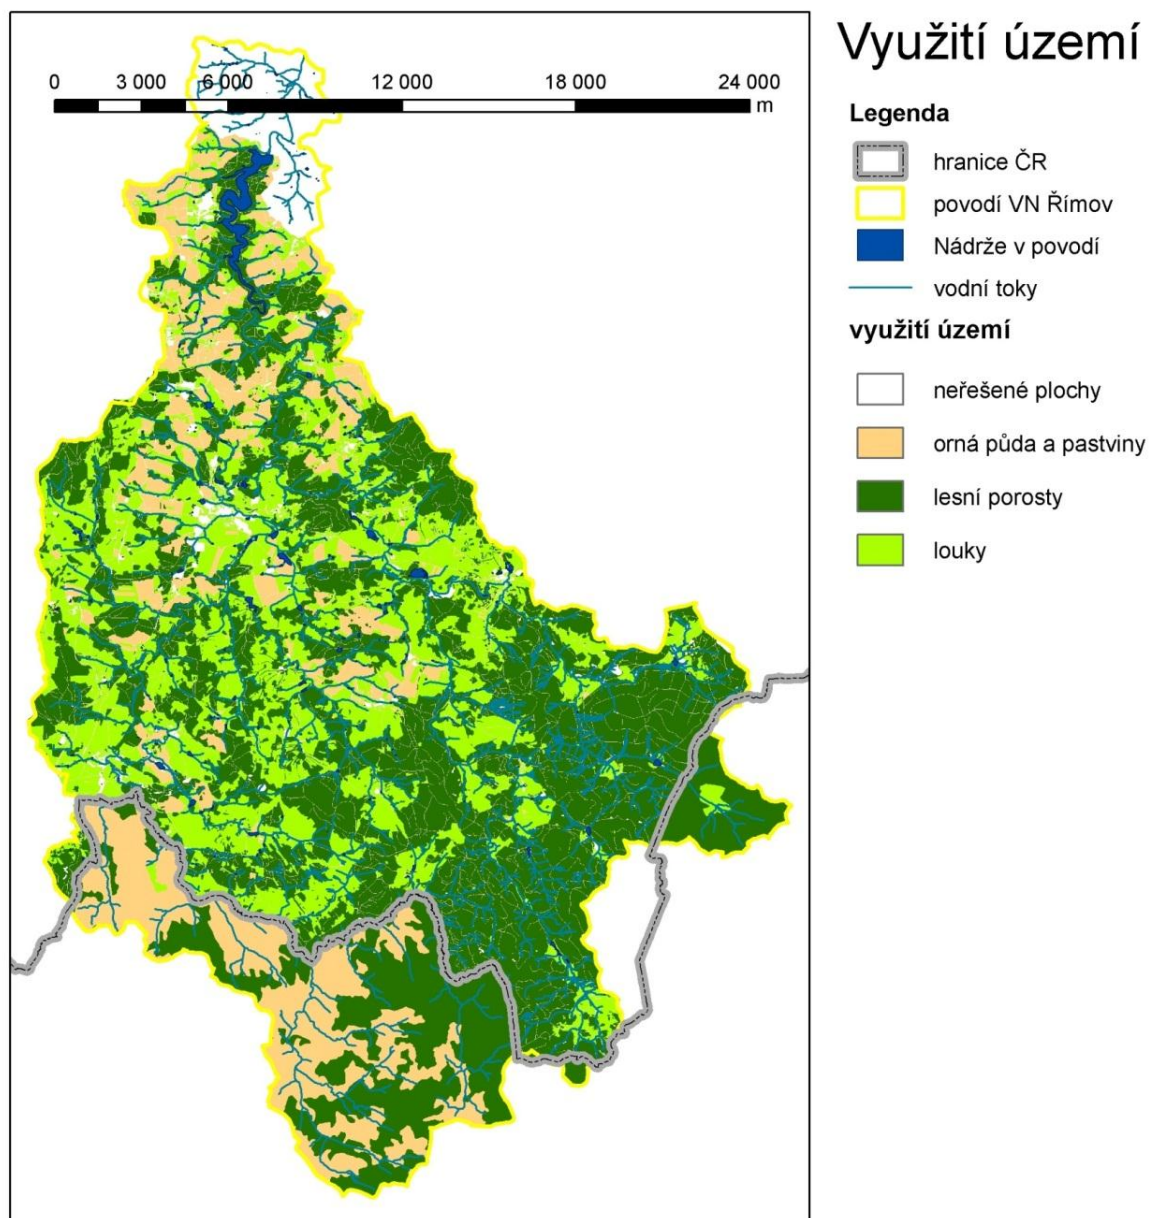 Využití území
0 3 000 6 000 12 000 18 000 24 000
m
Legenda
hranice ČR
povodí VN Římov
Nádrže v povodí
vodní toky
využití území
neřešené plochy
orná půda a pastviny
lesní porosty
louky